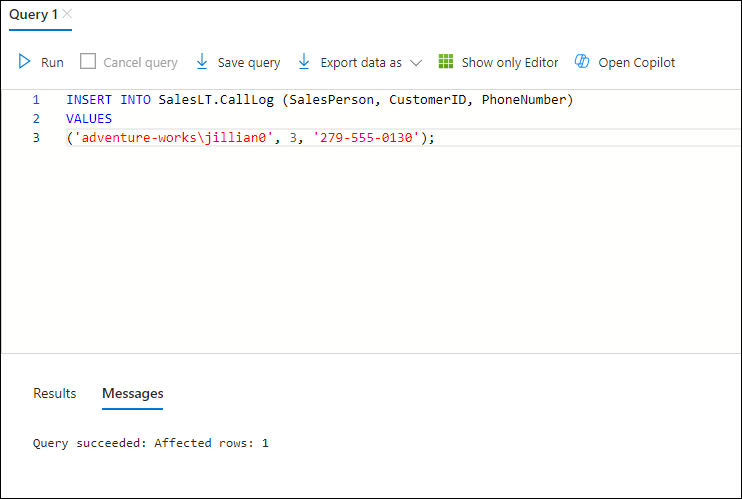 Query 1
Run Cancel query Save query Export data as Show only Editor Open Copilot
1 INSERT INTO SalesLT.CallLog (SalesPerson, CustomerID, PhoneNumber)
2 VALUES
3 ('adventure-works\jillian0', 3, '279-555-0130');
Results Messages
Query succeeded: Affected rows: 1